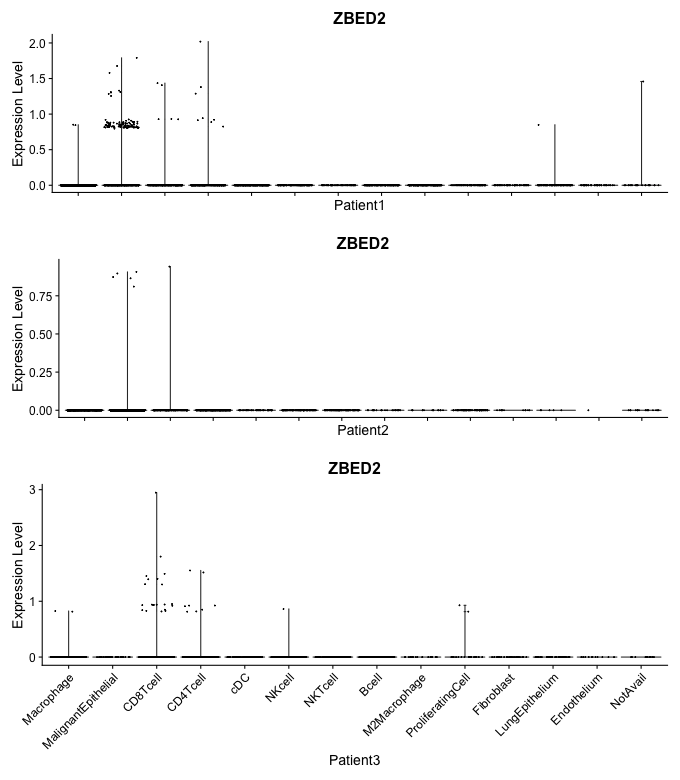 ZBED2
Expression Level
2.0
1.5
1.0
0.5
0.0
Patient1
ZBED2
Expression Level
0.75
0.50
0.25
0.00
Patient2
ZBED2
Expression Level
3
2
1
0
Macrophage
MalignantEpithelial
CD8Tcell
CD4Tcell
cDC
NKcell
NKTcell
Bcell
M2Macrophage
ProliferatingCell
Fibroblast
LungEpithelium
Endothelium
NotAvail
Patient3